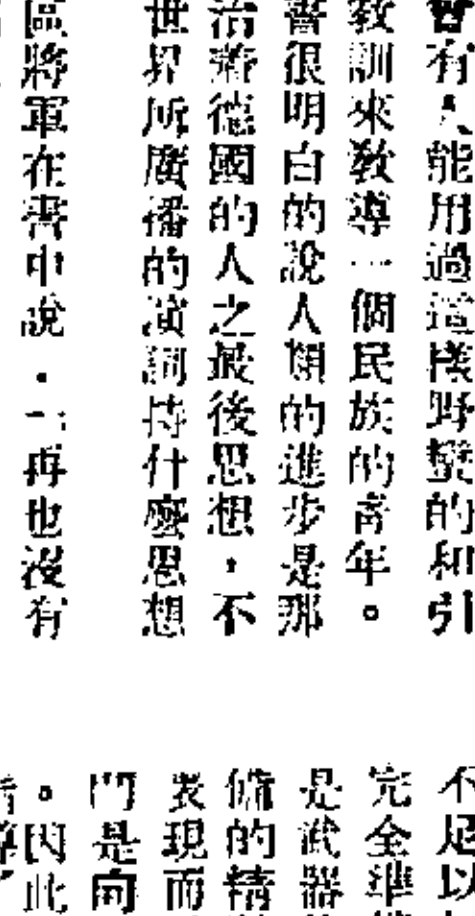 曾有人能用過這樣野蠻的和引
教訓來教導一個民族的青年。
書很明白的說人類的進步是那
治着德國的人之最後思想,不
世界所廣播的演詞持什麼思想
區將軍在書中說.一再也沒有
不足以
完全準
是武器
備的精
表現而
鬥是向
。因此